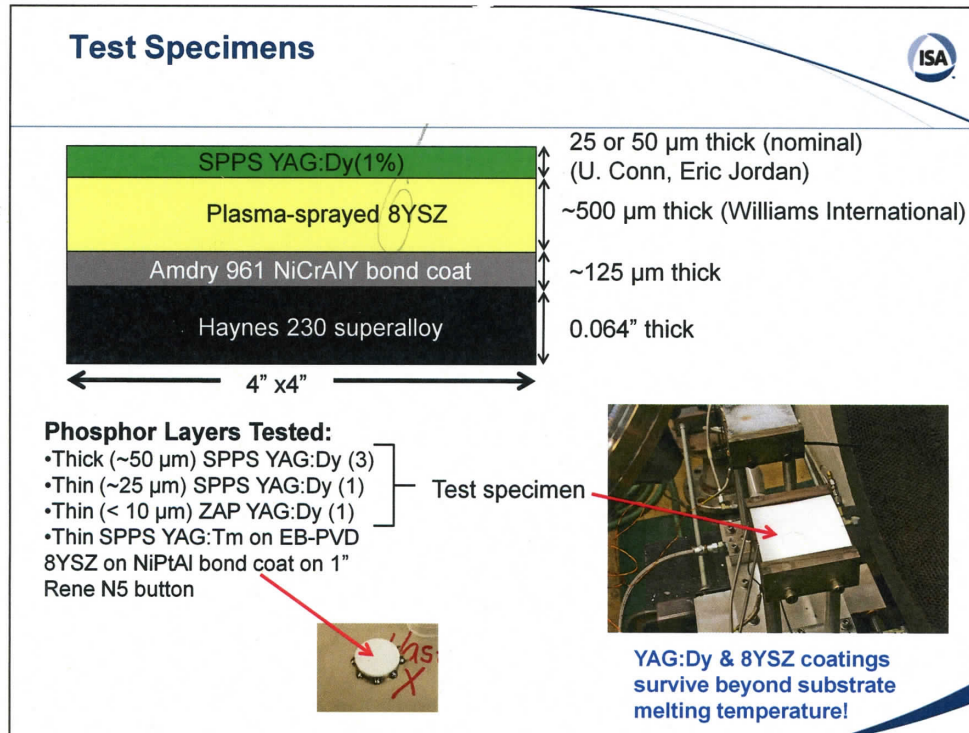 Test Specimens
ISA
SPPS YAG:Dy(1%)
25 or 50 µm thick (nominal)
(U. Conn, Eric Jordan)
Plasma-sprayed 8YSZ
~500 µm thick (Williams International)
Amdry 961 NiCrAlY bond coat
~125 µm thick
Haynes 230 superalloy
0.064” thick
4” x4”
Phosphor Layers Tested:
•Thick (~50 µm) SPPS YAG:Dy (3)
•Thin (~25 µm) SPPS YAG:Dy (1)
•Thin (< 10 µm) ZAP YAG:Dy (1)
•Thin SPPS YAG:Tm on EB-PVD
8YSZ on NiPtAl bond coat on 1”
Rene N5 button
Test specimen
X
YAG:Dy & 8YSZ coatings
survive beyond substrate
melting temperature!